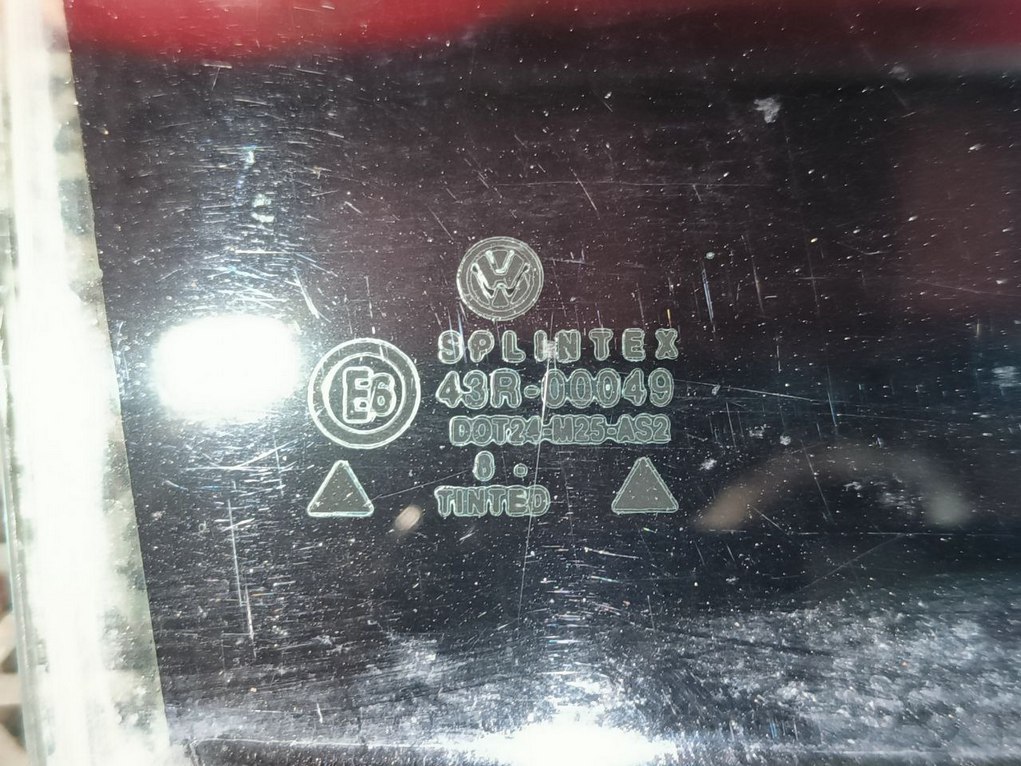 SPLINTEX
E6
43R-00049
DOT24-M25-AS2
8 .
TINTED